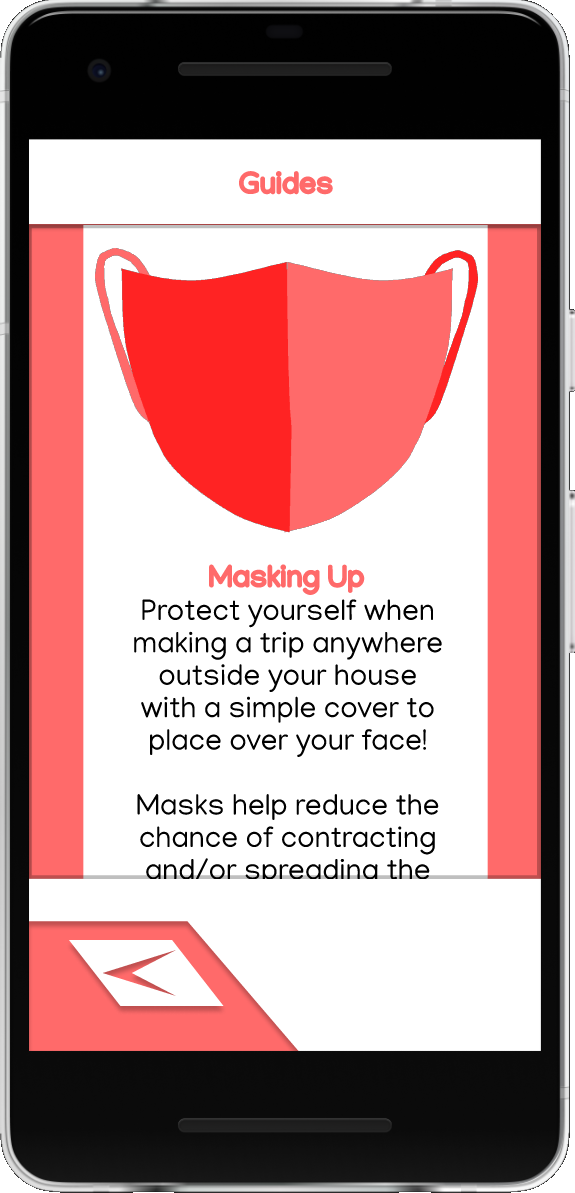 Guides
Masking Up
Protect yourself when
making a trip anywhere
outside your house
with a simple cover to
place over your face!
Masks help reduce the
chance of contracting
and/or spreading the